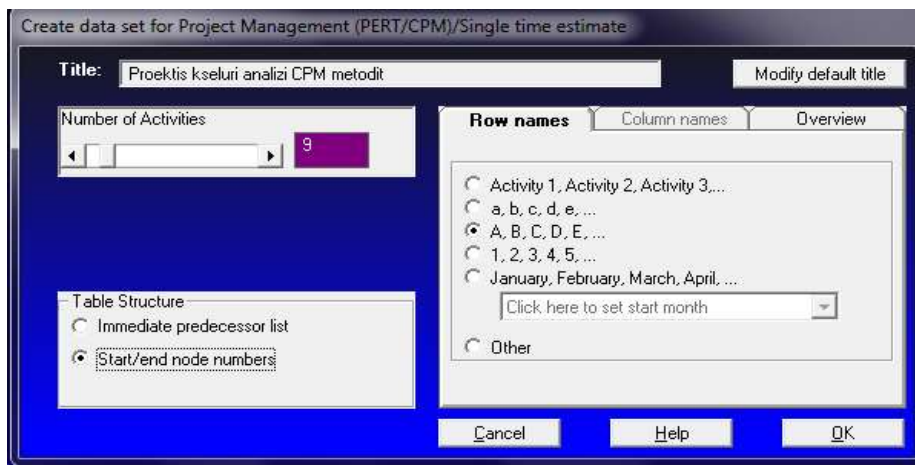 Create data set for Project Management (PERT/CPM)/Single time estimate
Title: Proektis kseluri analizi CPM metodit
Modify default title
Number of Activities
9
Row names
Column names
Overview
Activity 1, Activity 2, Activity 3,...
a, b, c, d, e, ...
A, B, C, D, E, ...
1, 2, 3, 4, 5, ...
January, February, March, April, ...
Click here to set start month
Other
Table Structure
Immediate predecessor list
Start/end node numbers
Cancel
Help
OK